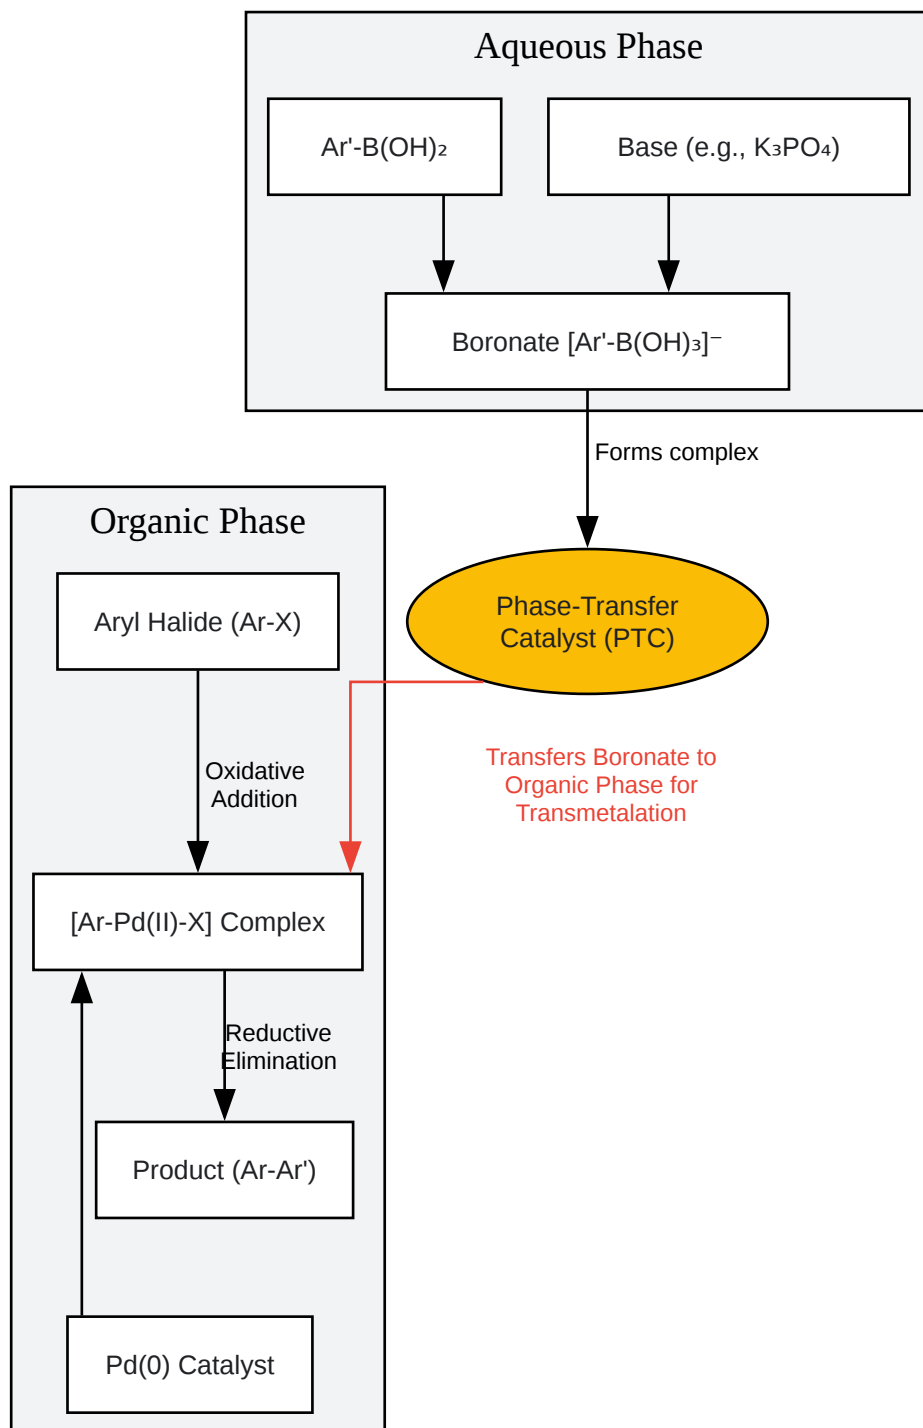 Aqueous Phase
Ar'-B(OH)₂
Base (e.g., K₃PO₄)
Boronate [Ar'-B(OH)₃]⁻
Forms complex
Organic Phase
Aryl Halide (Ar-X)
Phase-Transfer
Catalyst (PTC)
Oxidative
Addition
Transfers Boronate to
Organic Phase for
Transmetalation
[Ar-Pd(II)-X] Complex
Reductive
Elimination
Product (Ar-Ar')
Pd(0) Catalyst